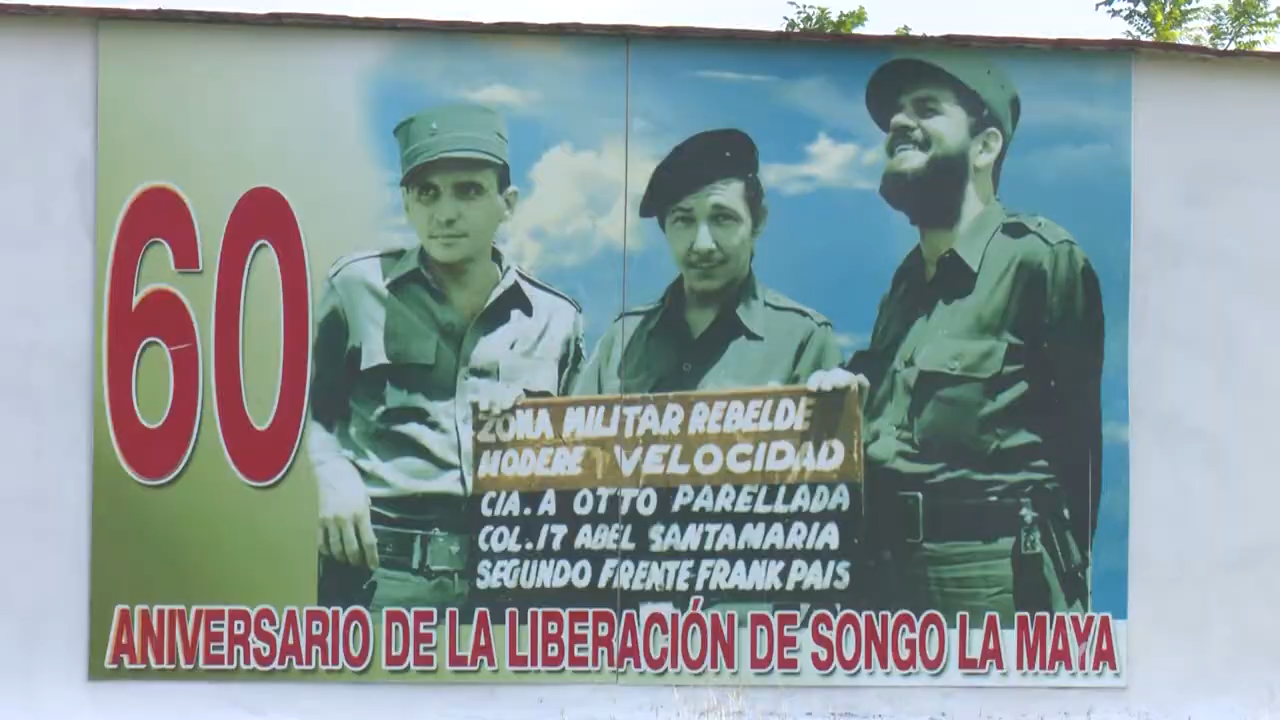 60
ZONA MILITAR REBELDE
MODERE VELOCIDAD
CIA. A OTTO PARELLADA
COL. 17 ABEL SANTAMARIA
SEGUNDO FRENTE FRANK PAIS
ANIVERSARIO DE LA LIBERACIÓN DE SONGO LA MAYA